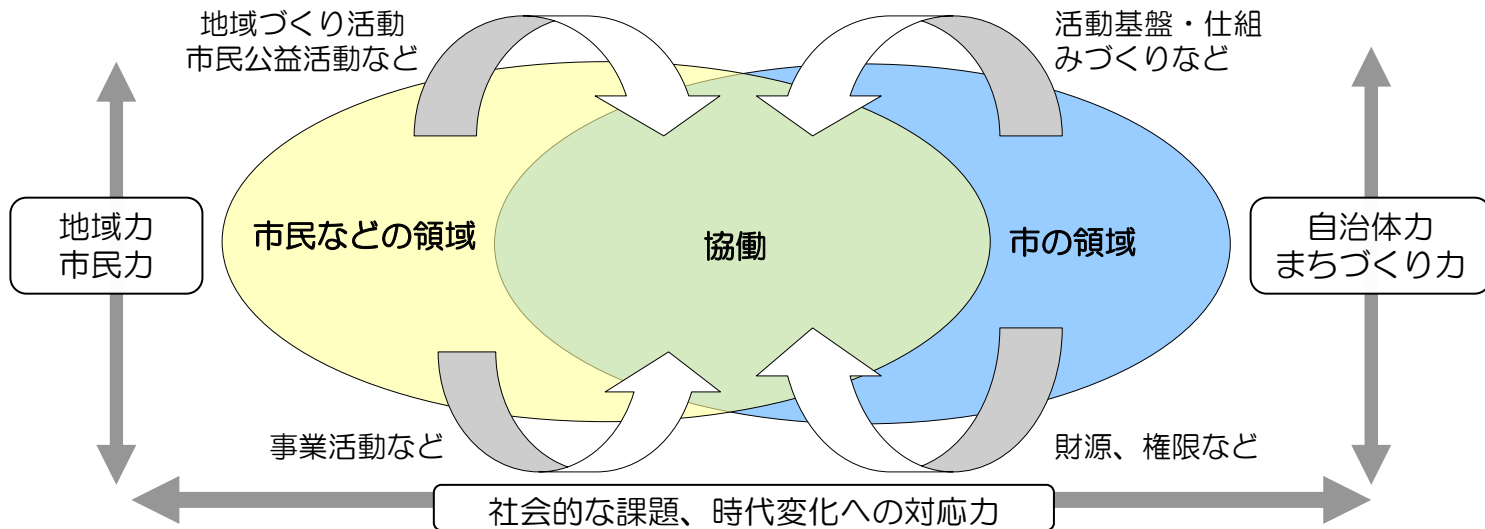 地域づくり活動
市民公益活動など
活動基盤・仕組
みづくりなど
地域力
市民力
市民などの領域
協働
市の領域
自治体力
まちづくり力
事業活動など
財源、権限など
社会的な課題、時代変化への対応力